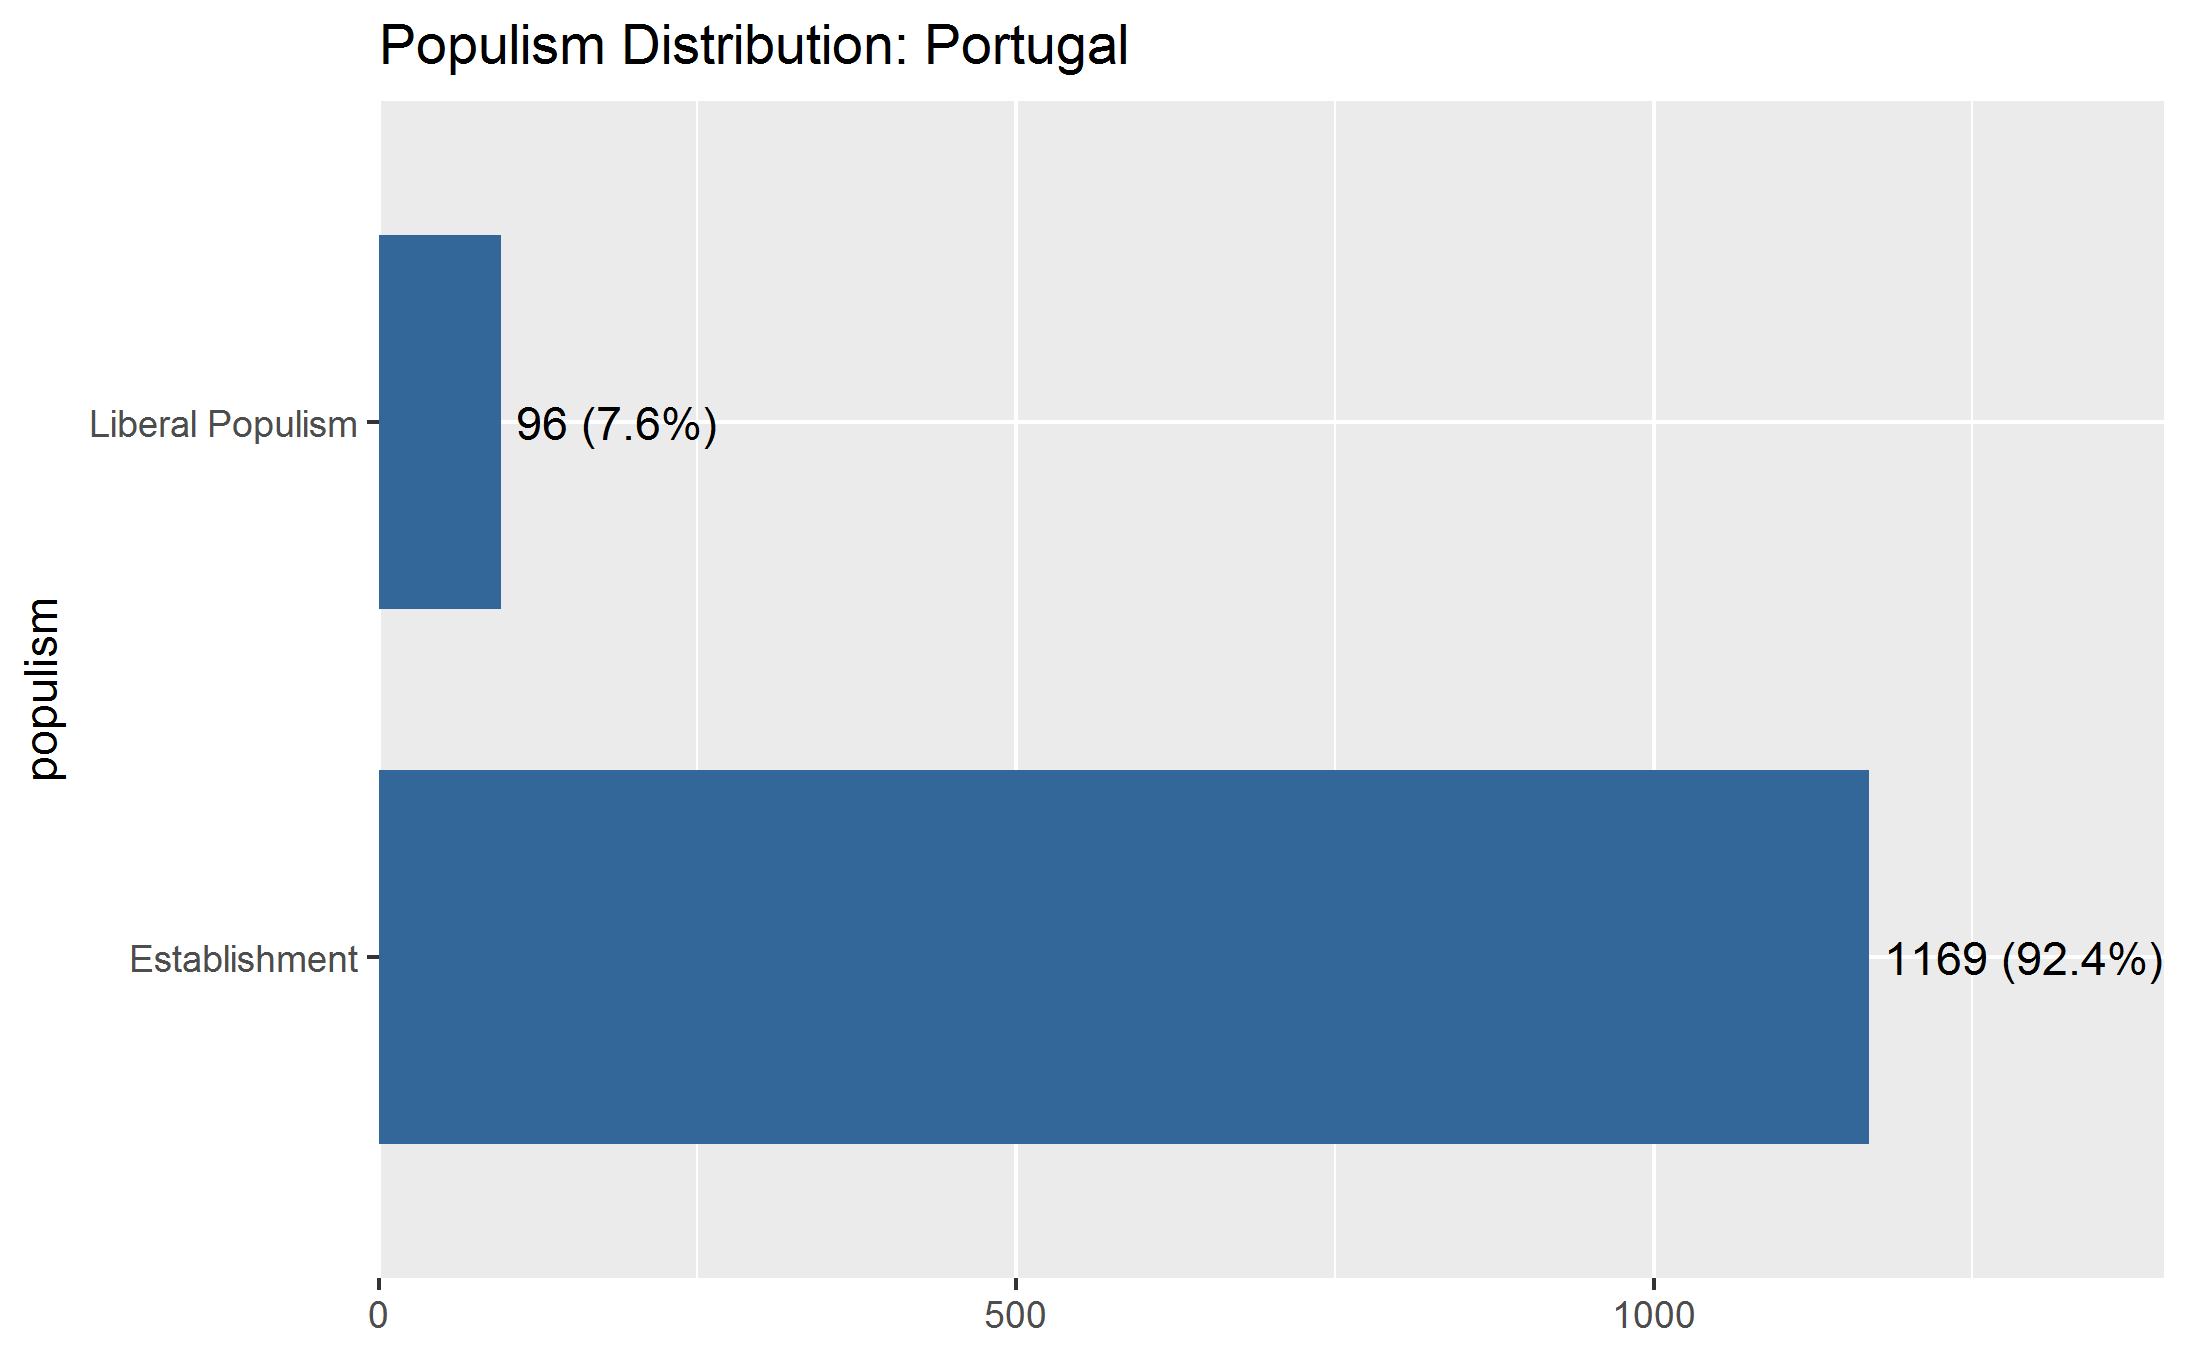 Populism Distribution: Portugal
populism
Liberal Populism
96 (7.6%)
Establishment
1169 (92.4%)
0
500
1000